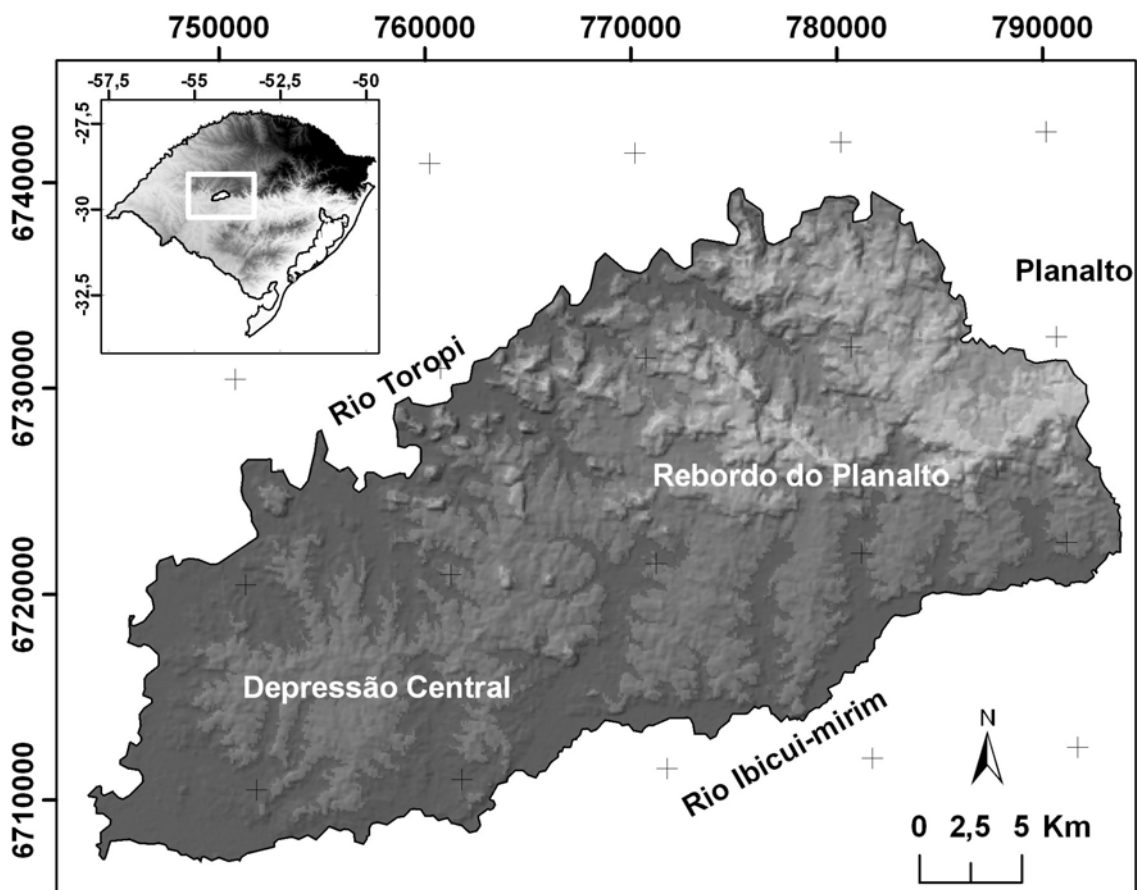 750000 760000 770000 780000 790000
-57,5 -55 -52,5 -50
-27,5
-30
-32,5
6740000
6730000
6720000
6710000
Planalto
Rio Toropi
Rebordo do Planalto
Depressão Central
Rio Ibicui-mirim
N
0 2,5 5 Km